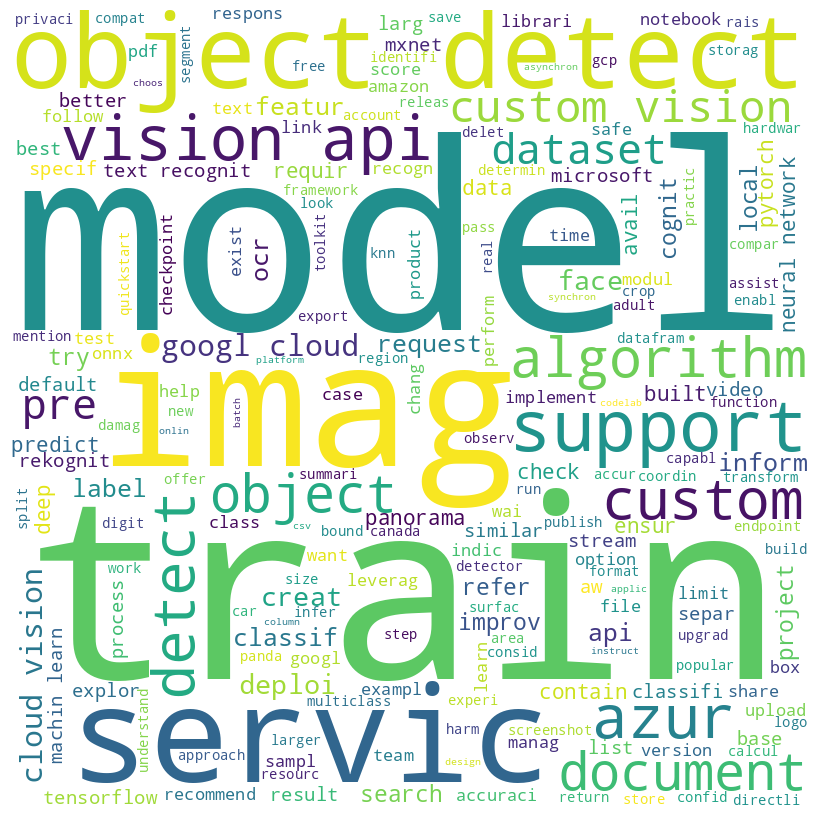 privaci compat respons larg save librari notebook rais
object detect
pdf segment choos free identifi mxnet score amazon asynchron gcp storag
better featur text account releas custom vision
follow vision api link delet safe hardwar
best dataset
specif text recognit requir recogn data determin microsoft local pytorch practic
framework look avail cognit neural network
model
checkpoint exist ocr toolkit knn product pass real time modul compar
quickstart export face crop assist adult enabl synchron
mention test googl cloud request perform datafram
try onnx platform region algorithm
default help case chang implement built video
pre new imag codelab function
damag onlin batch observ support
predict rekognit summari capabl inform
label offer object check accur coordin transform
split deep digit class csv bound canada panorama run wai custom
similar publish ensur endpoint
train
detect want detector indic stream build
work process size leverag option format
creat infer refer surfac aw applic limit
car column improv file separ project
classif step area api upgrad
panda googl consid instruct popular box
cloud vision machin learn explor deploi exampl learn contain classifi share
understand multiclass experi upload logo
servic
approach larger team harm screenshot azur base
sampl resourc manag list version calcul
design document
tensorflow recommend result search accuraci return store confid directli